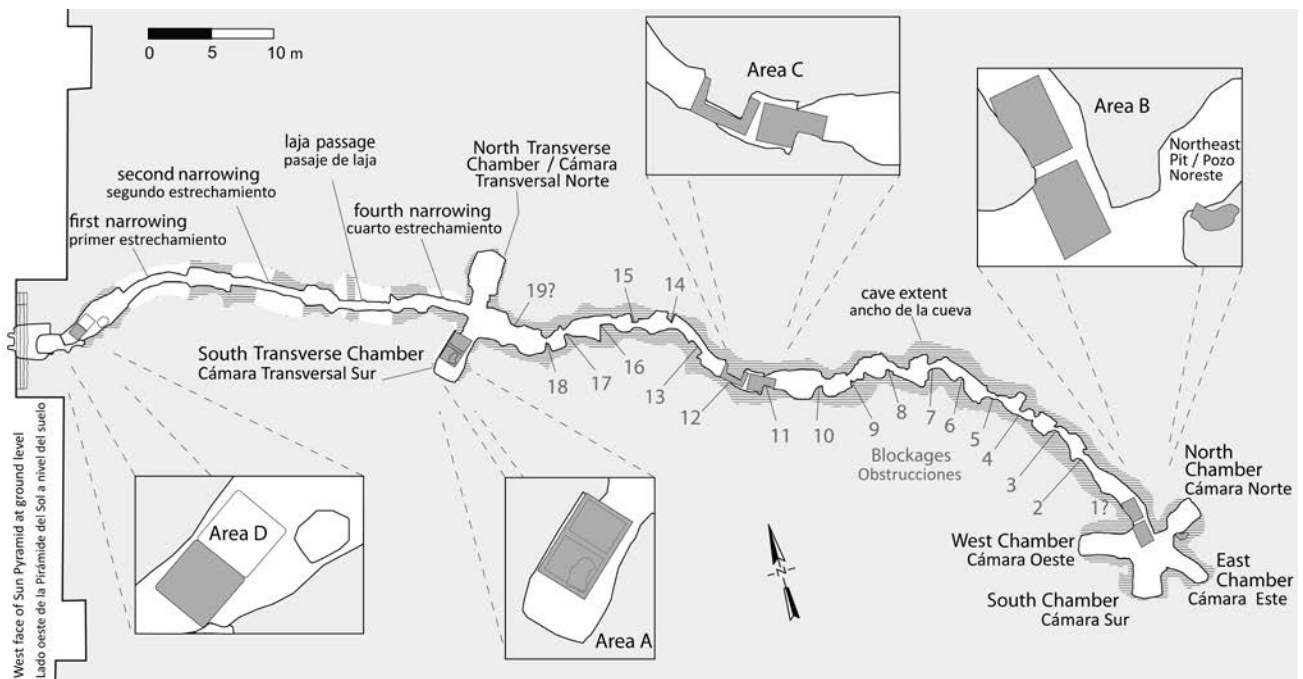 0 5 10 m
Area C
Area B
Northeast
Pit / Pozo
Noreste
laja passage
pasaje de laja
North Transverse
Chamber / Cámara
Transversal Norte
second narrowing
segundo estrechamiento
fourth narrowing
cuarto estrechamiento
first narrowing
primer estrechamiento
19?
15
14
cave extent
ancho de la cueva
South Transverse Chamber
Cámara Transversal Sur
18
17
16
13
12
11
10
9
8
7
6
5
4
3
2
1?
Blockages
Obstrucciones
North
Chamber
Cámara Norte
West Chamber
Cámara Oeste
East
Chamber
Cámara Este
South Chamber
Cámara Sur
Area D
Area A
N
West face of Sun Pyramid at ground level
Lado oeste de la Pirámide del Sol a nivel del suelo